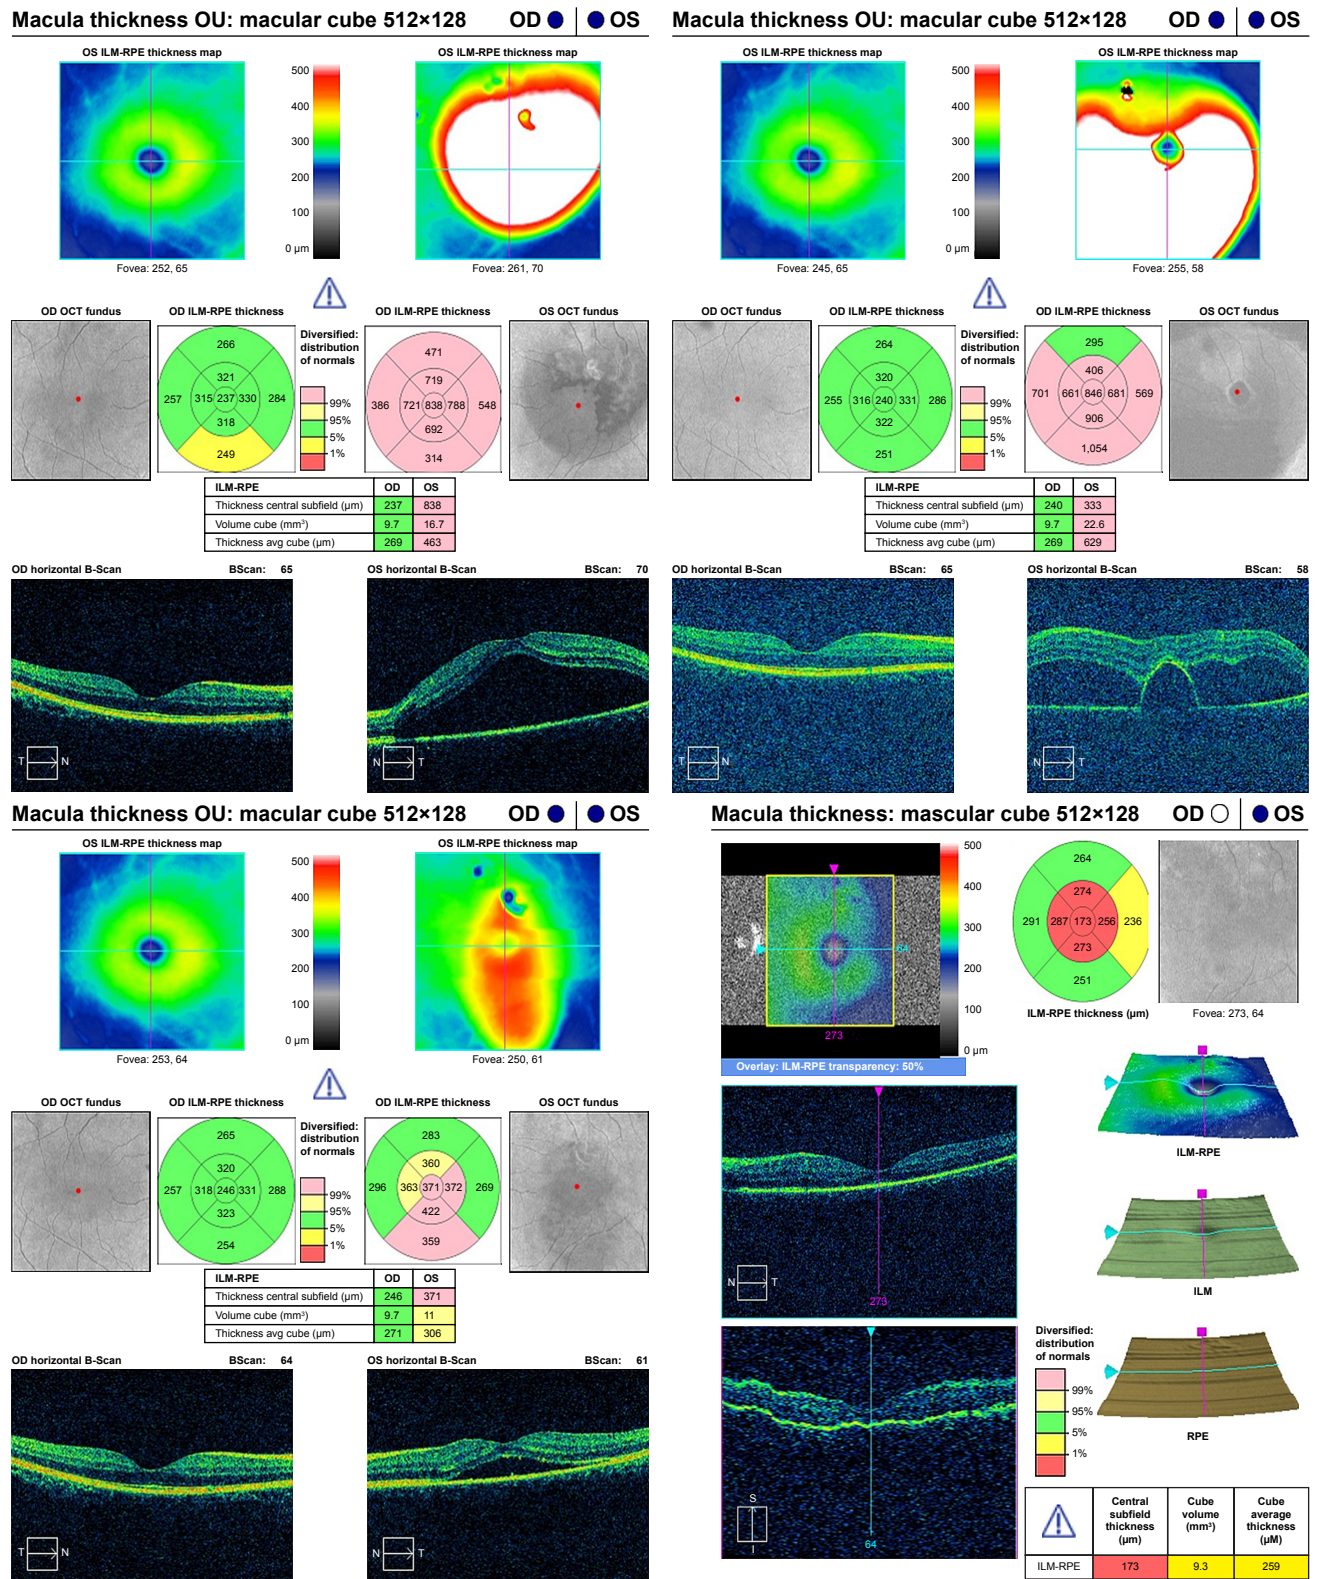 Macula thickness OU: macular cube 512×128 OD OS
OS ILM-RPE thickness map
OS ILM-RPE thickness map
500
400
300
200
100
0 µm
Fovea: 252, 65
Fovea: 261, 70
OD OCT fundus
OD ILM-RPE thickness
OD ILM-RPE thickness
OS OCT fundus
266
321
257 315 237 330 284
318
249
Diversified:
distribution
of normals
99%
95%
5%
1%
471
719
386 721 838 788 548
692
314
ILM-RPE OD OS
Thickness central subfield (µm) 237 838
Volume cube (mm³) 9.7 16.7
Thickness avg cube (µm) 269 463
OD horizontal B-Scan BScan: 65
OS horizontal B-Scan BScan: 70
T N
N T
Macula thickness OU: macular cube 512×128 OD OS
OS ILM-RPE thickness map
OS ILM-RPE thickness map
500
400
300
200
100
0 µm
Fovea: 245, 65
Fovea: 255, 58
OD OCT fundus
OD ILM-RPE thickness
OD ILM-RPE thickness
OS OCT fundus
264
320
255 316 240 331 286
322
251
Diversified:
distribution
of normals
99%
95%
5%
1%
295
406
701 661 846 681 569
906
1,054
ILM-RPE OD OS
Thickness central subfield (µm) 240 333
Volume cube (mm³) 9.7 22.6
Thickness avg cube (µm) 269 629
OD horizontal B-Scan BScan: 65
OS horizontal B-Scan BScan: 58
T N
N T
Macula thickness OU: macular cube 512×128 OD OS
OS ILM-RPE thickness map
OS ILM-RPE thickness map
500
400
300
200
100
0 µm
Fovea: 253, 64
Fovea: 250, 61
OD OCT fundus
OD ILM-RPE thickness
OD ILM-RPE thickness
OS OCT fundus
265
320
257 318 246 331 288
323
254
Diversified:
distribution
of normals
99%
95%
5%
1%
283
360
296 363 371 372 269
422
359
ILM-RPE OD OS
Thickness central subfield (µm) 246 371
Volume cube (mm³) 9.7 11
Thickness avg cube (µm) 271 306
OD horizontal B-Scan BScan: 64
OS horizontal B-Scan BScan: 61
T N
N T
Macula thickness: mascular cube 512×128 OD OS
500
400
300
200
100
0 µm
64
273
Overlay: ILM-RPE transparency: 50%
264
274
291 287 173 256 236
273
251
ILM-RPE thickness (µm)
Fovea: 273, 64
ILM-RPE
ILM
RPE
N T
273
S
I
64
Diversified:
distribution
of normals
99%
95%
5%
1%
Central
subfield
thickness
(µm)
Cube
volume
(mm³)
Cube
average
thickness
(µM)
ILM-RPE 173 9.3 259